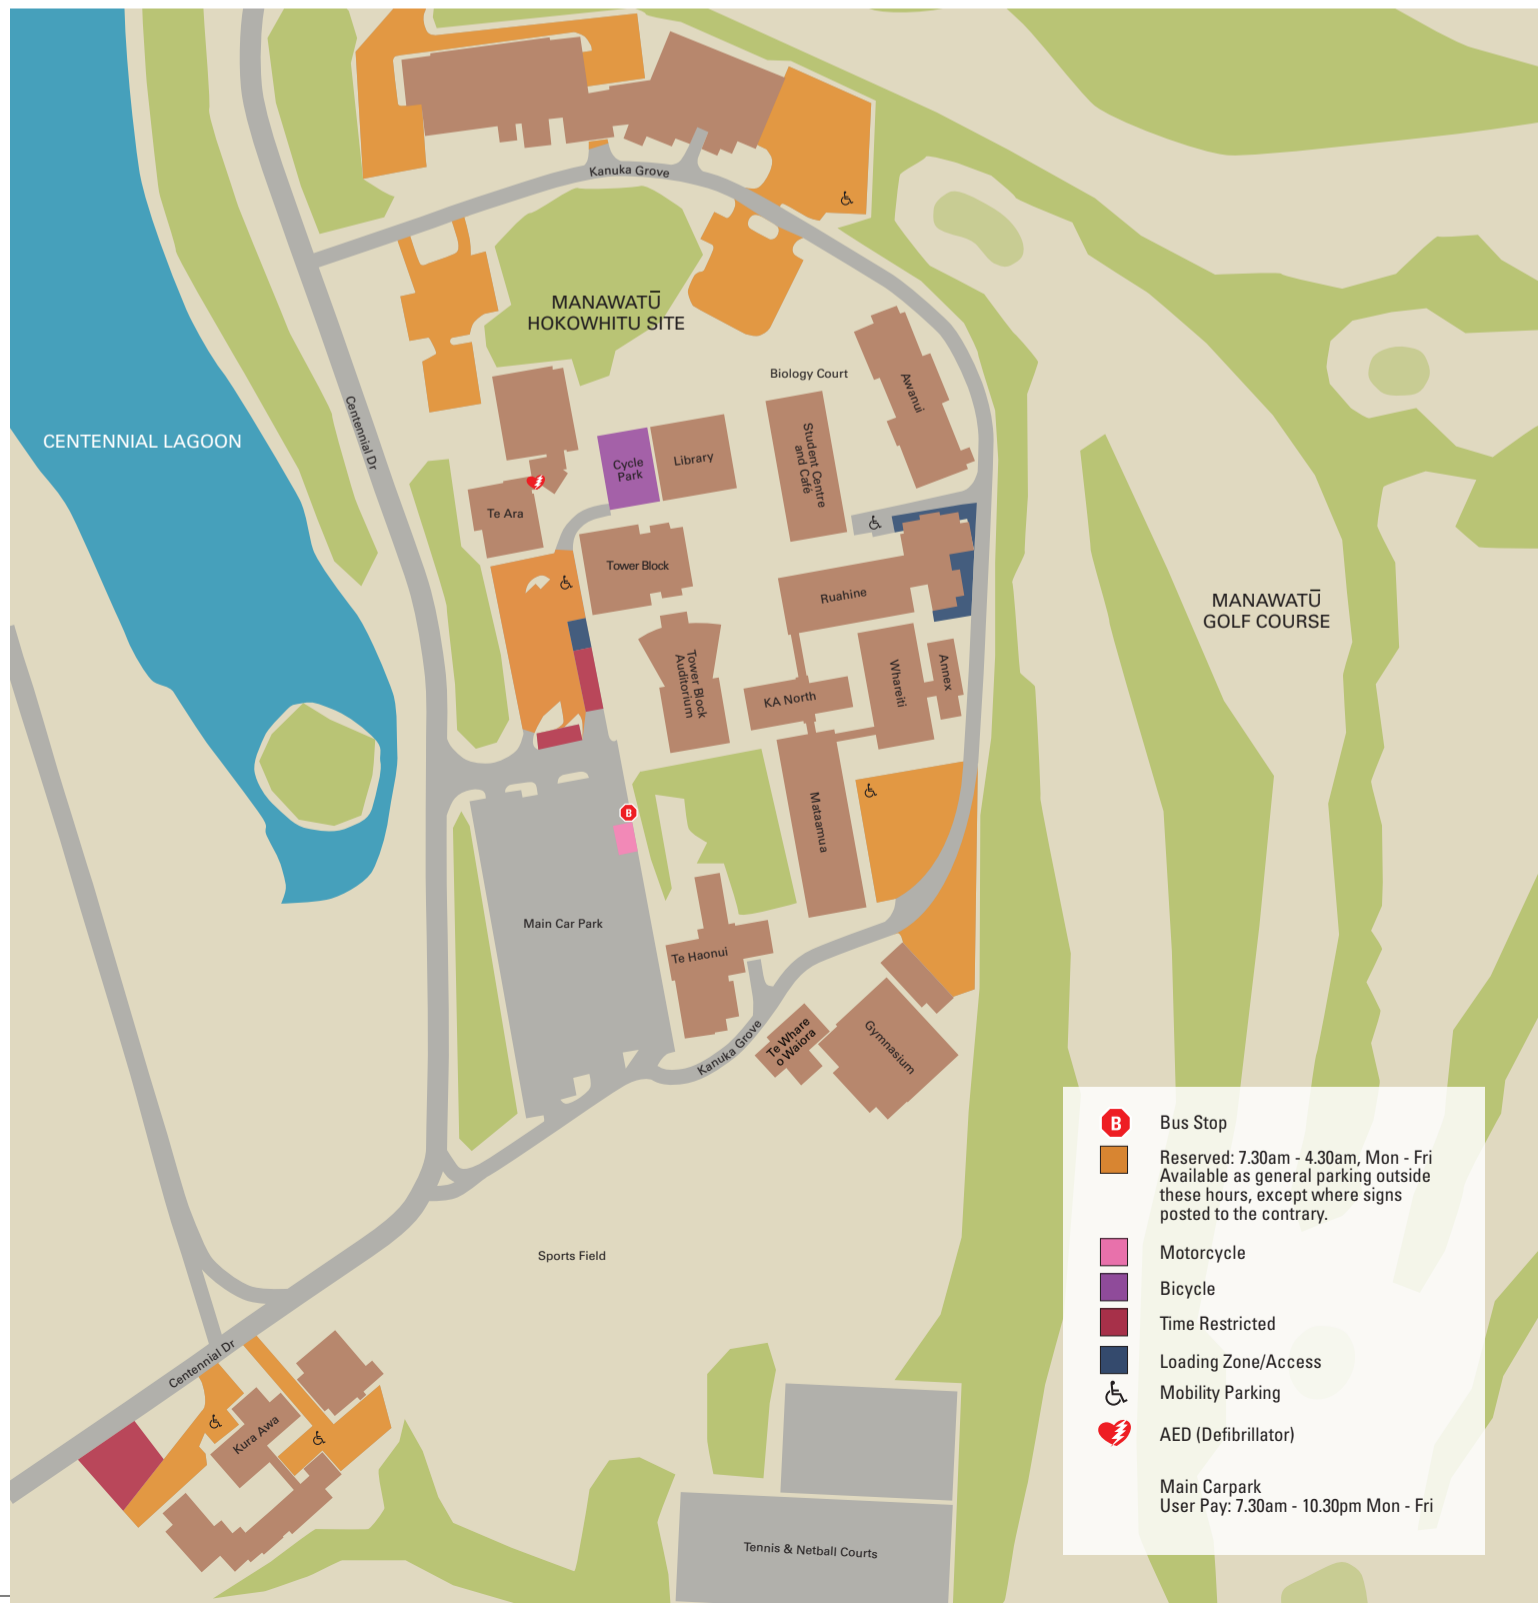 Kanuka Grove
MANAWATŪ
HOKOWHITU SITE
Biology Court
Awanui
Centennial Dr
CENTENNIAL LAGOON
Cycle
Park
Library
Student Centre
and Café
Te Ara
Tower Block
Ruahine
MANAWATŪ
GOLF COURSE
Tower Block
Auditorium
KA North
Whareiti
Annex
B
Mataamua
Main Car Park
Te Haonui
Kanuka Grove
Te Whare
o Waiora
Gymnasium
B Bus Stop
Reserved: 7.30am - 4.30am, Mon - Fri
Available as general parking outside
these hours, except where signs
posted to the contrary.
Motorcycle
Bicycle
Time Restricted
Loading Zone/Access
Mobility Parking
AED (Defibrillator)
Main Carpark
User Pay: 7.30am - 10.30pm Mon - Fri
Sports Field
Centennial Dr
Kura Awa
Tennis & Netball Courts